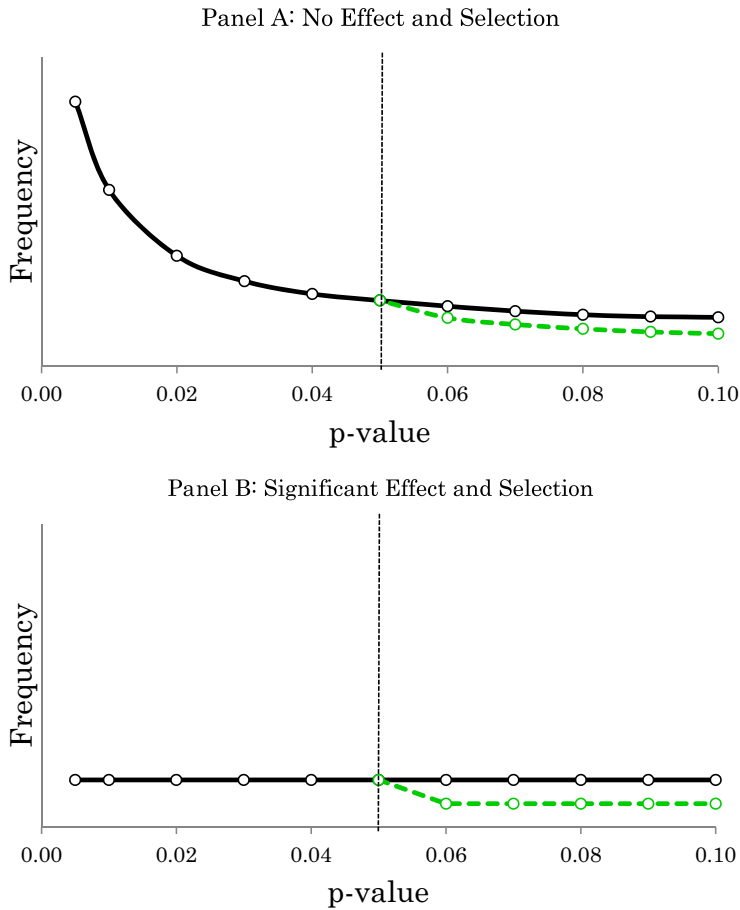 Panel A: No Effect and Selection
Frequency
0.00 0.02 0.04 0.06 0.08 0.10
p-value
Panel B: Significant Effect and Selection
Frequency
0.00 0.02 0.04 0.06 0.08 0.10
p-value